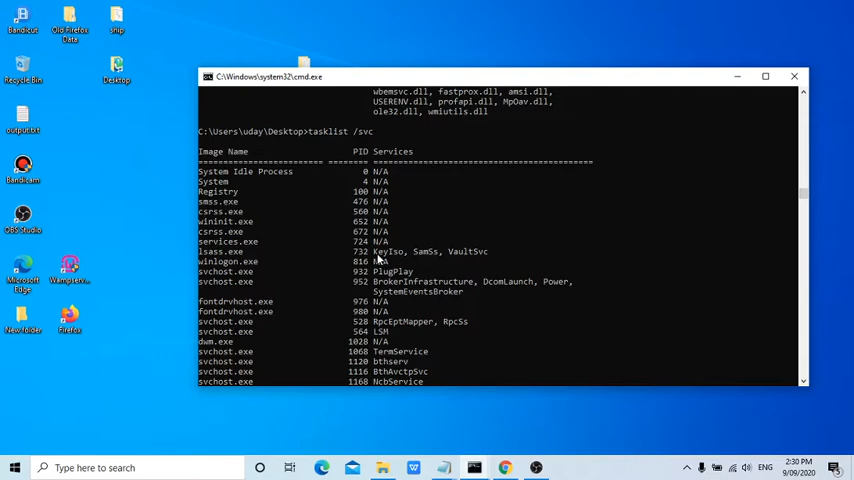 Bandicut
Old Firefox
Data
snip
Recycle Bin
Desktop
output.txt
Bandicam
OBS Studio
Microsoft
Edge
Wampserv...
New folder
Firefox
C:\Windows\system32\cmd.exe
wbemsvc.dll, fastprox.dll, amsi.dll,
USERENV.dll, profapi.dll, MpOav.dll,
ole32.dll, wmiutils.dll
C:\Users\uday\Desktop>tasklist /svc
Image Name PID Services
========================= ======== ============================================
System Idle Process 0 N/A
System 4 N/A
Registry 100 N/A
smss.exe 476 N/A
csrss.exe 560 N/A
wininit.exe 652 N/A
csrss.exe 672 N/A
services.exe 724 N/A
lsass.exe 732 KeyIso, SamSs, VaultSvc
winlogon.exe 816 N/A
svchost.exe 932 PlugPlay
svchost.exe 952 BrokerInfrastructure, DcomLaunch, Power,
SystemEventsBroker
fontdrvhost.exe 976 N/A
fontdrvhost.exe 980 N/A
svchost.exe 528 RpcEptMapper, RpcSs
svchost.exe 564 LSM
dwm.exe 1028 N/A
svchost.exe 1068 TermService
svchost.exe 1120 bthserv
svchost.exe 1116 BthAvctpSvc
svchost.exe 1168 NcbService
Type here to search
ENG
2:30 PM
9/09/2020
5